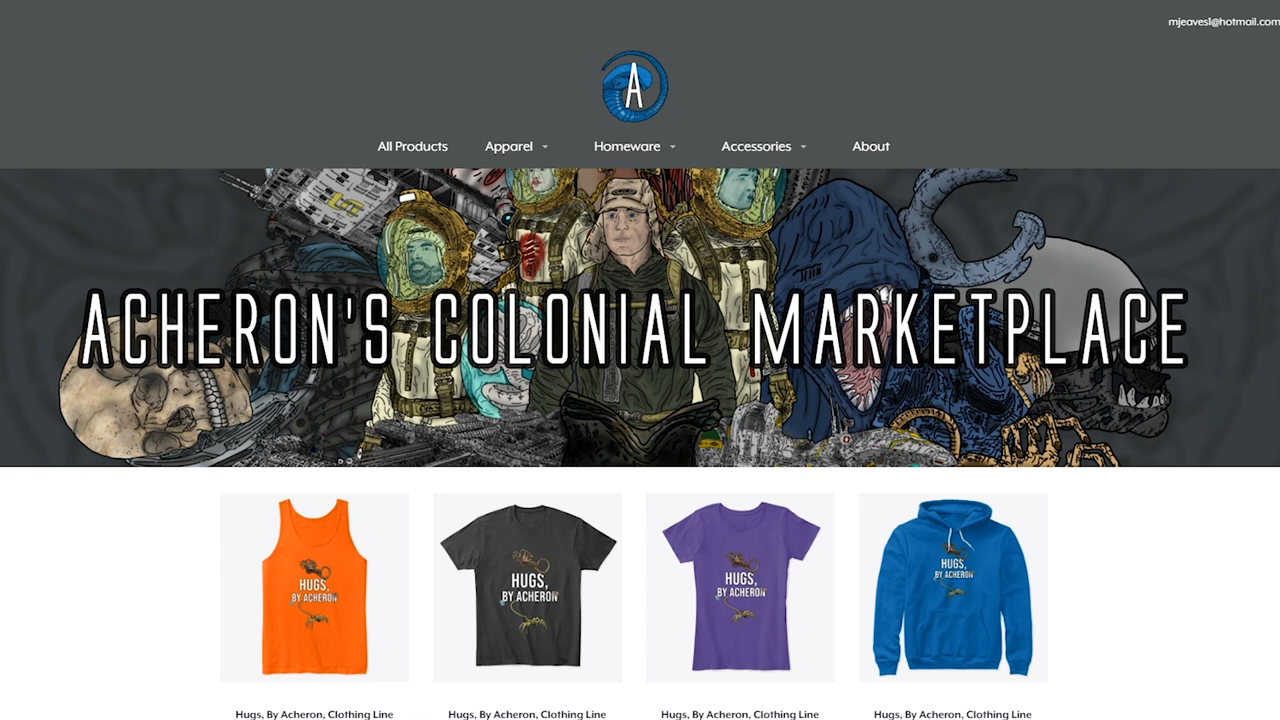 mjeaves1@hotmail.com
A
All Products Apparel Homeware Accessories About
ACHERON'S COLONIAL MARKETPLACE
HUGS,
BY ACHERON
HUGS,
BY ACHERON
HUGS,
BY ACHERON
HUGS,
BY ACHERON
Hugs, By Acheron, Clothing Line
Hugs, By Acheron, Clothing Line
Hugs, By Acheron, Clothing Line
Hugs, By Acheron, Clothing Line